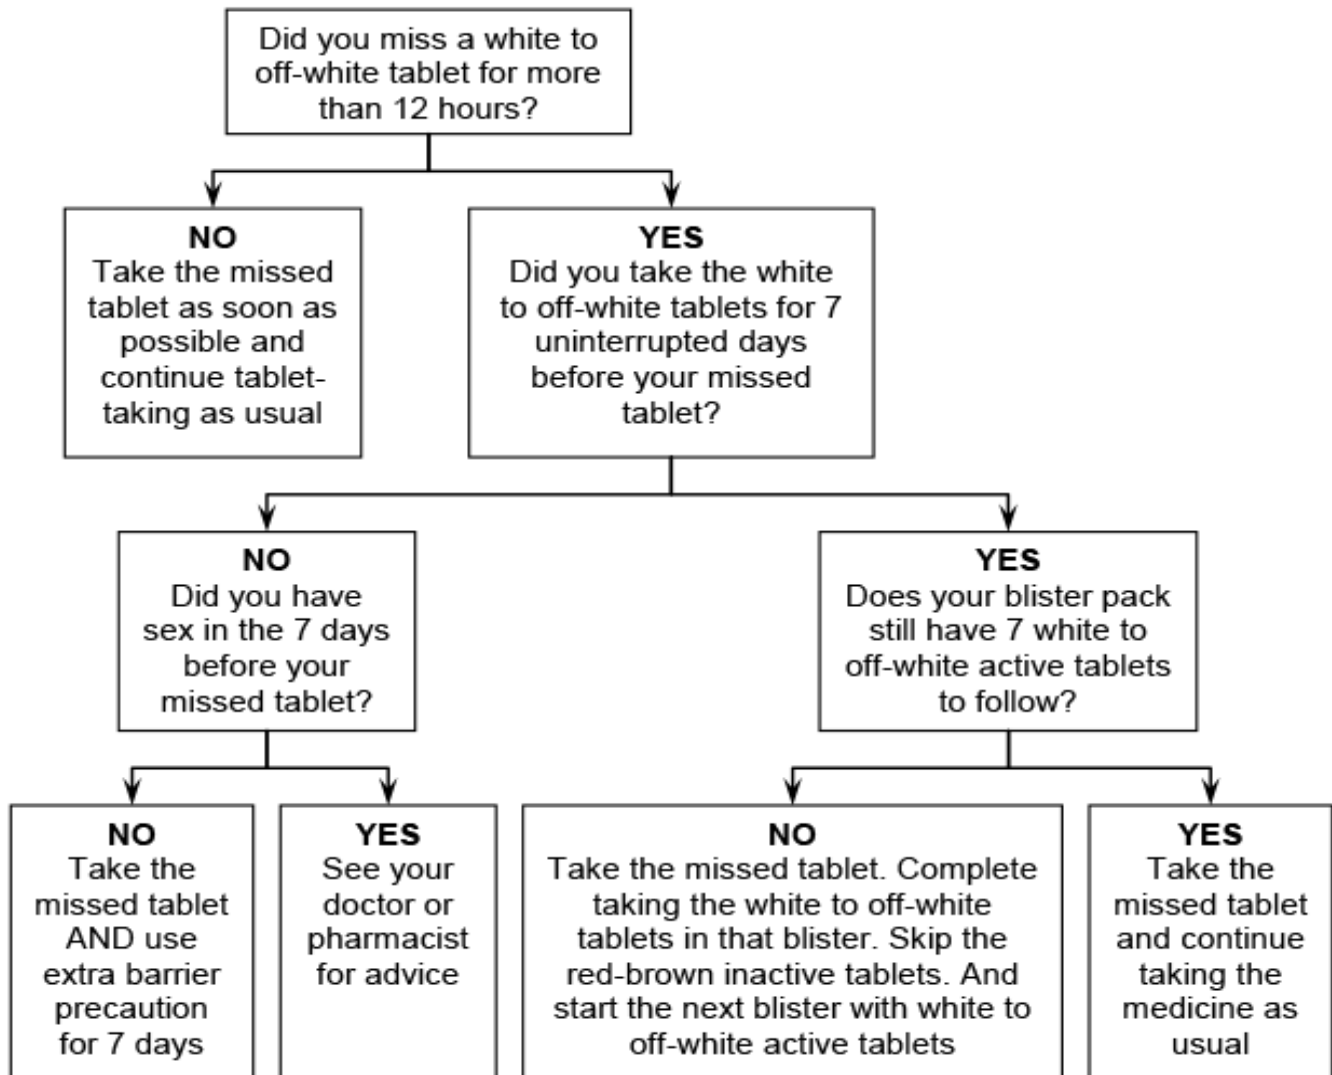 Did you miss a white to
off-white tablet for more
than 12 hours?
NO
Take the missed
tablet as soon as
possible and
continue tablet-
taking as usual
YES
Did you take the white
to off-white tablets for 7
uninterrupted days
before your missed
tablet?
NO
Did you have
sex in the 7 days
before your
missed tablet?
YES
Does your blister pack
still have 7 white to
off-white active tablets
to follow?
NO
Take the
missed tablet
AND use
extra barrier
precaution
for 7 days
YES
See your
doctor or
pharmacist
for advice
NO
Take the missed tablet. Complete
taking the white to off-white
tablets in that blister. Skip the
red-brown inactive tablets. And
start the next blister with white to
off-white active tablets
YES
Take the
missed tablet
and continue
taking the
medicine as
usual